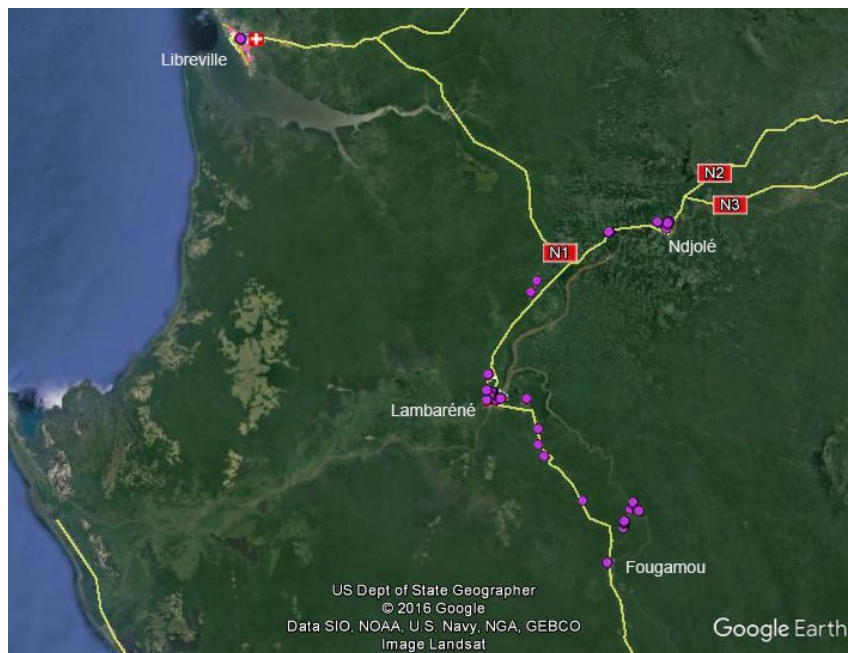 Libreville
N2
N3
Ndjolé
N1
Lambaréné
Fougamou
US Dept of State Geographer
© 2016 Google
Data SIO, NOAA, U.S. Navy, NGA, GEBCO
Image Landsat
Google Earth